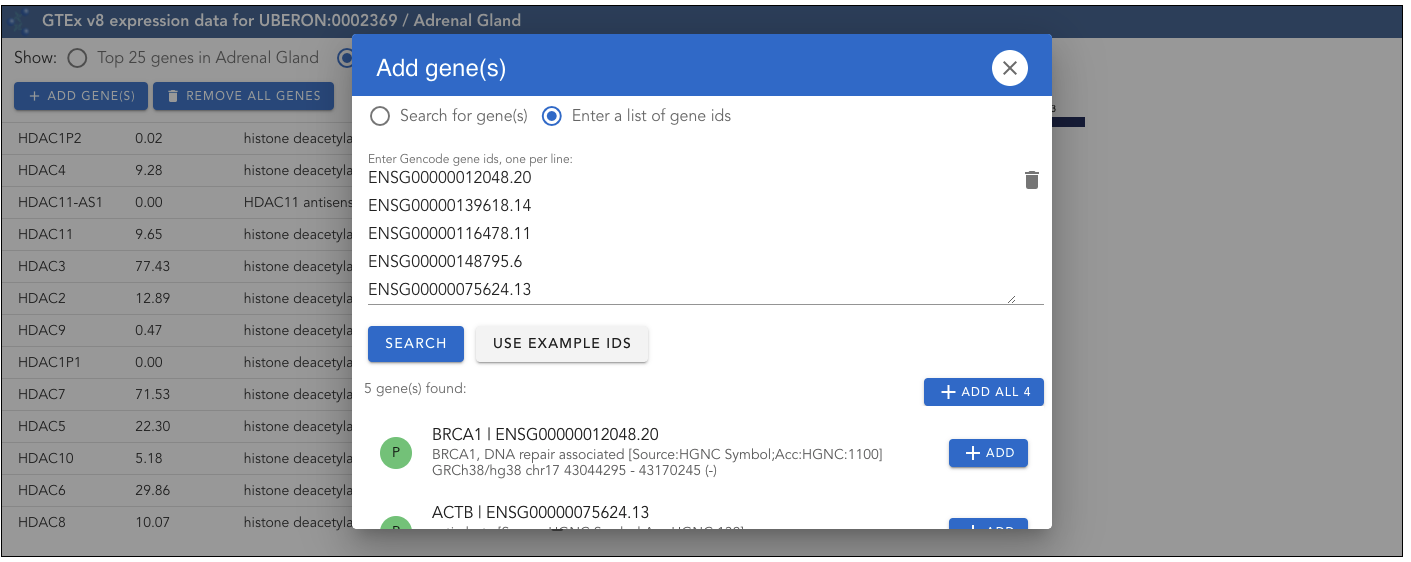 GTEx v8 expression data for UBERON:0002369 / Adrenal Gland
Show: Top 25 genes in Adrenal Gland
ADD GENE(S) REMOVE ALL GENES
HDAC1P2 0.02 histone deacetyla
HDAC4 9.28 histone deacetyla
HDAC11-AS1 0.00 HDAC11 antisens
HDAC11 9.65 histone deacetyla
HDAC3 77.43 histone deacetyla
HDAC2 12.89 histone deacetyla
HDAC9 0.47 histone deacetyla
HDAC1P1 0.00 histone deacetyla
HDAC7 71.53 histone deacetyla
HDAC5 22.30 histone deacetyla
HDAC10 5.18 histone deacetyla
HDAC6 29.86 histone deacetyla
HDAC8 10.07 histone deacetyla
Add gene(s)
Search for gene(s) Enter a list of gene ids
Enter Gencode gene ids, one per line:
ENSG00000012048.20
ENSG00000139618.14
ENSG00000116478.11
ENSG00000148795.6
ENSG00000075624.13
SEARCH USE EXAMPLE IDS
5 gene(s) found:
ADD ALL 4
P
BRCA1 | ENSG00000012048.20
BRCA1, DNA repair associated [Source:HGNC Symbol;Acc:HGNC:1100]
GRCh38/hg38 chr17 43044295 - 43170245 (-)
ADD
ACTB | ENSG00000075624.13
ADD